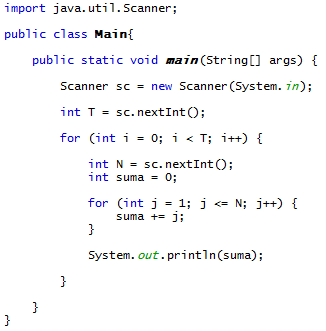 import java.util.Scanner;
public class Main{
public static void main(String[] args) {
Scanner sc = new Scanner(System.in);
int T = sc.nextInt();
for (int i = 0; i < T; i++) {
int N = sc.nextInt();
int suma = 0;
for (int j = 1; j <= N; j++) {
suma += j;
}
System.out.println(suma);
}
}
}